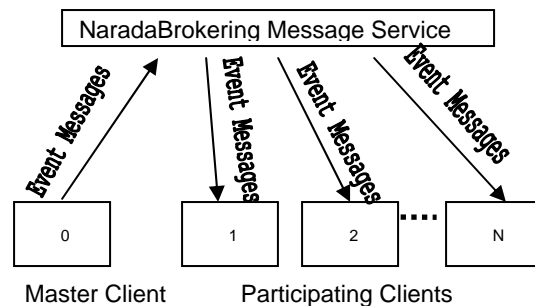 NaradaBrokering Message Service
Event Messages
Event Messages
Event Messages
Event Messages
0
1
2
N
Master Client
Participating Clients